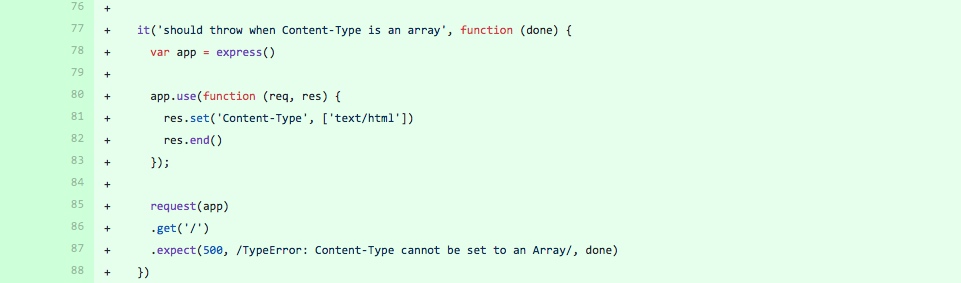 76 +
77 + it('should throw when Content-Type is an array', function (done) {
78 + var app = express()
79 +
80 + app.use(function (req, res) {
81 + res.set('Content-Type', ['text/html'])
82 + res.end()
83 + });
84 +
85 + request(app)
86 + .get('/')
87 + .expect(500, /TypeError: Content-Type cannot be set to an Array/, done)
88 + })